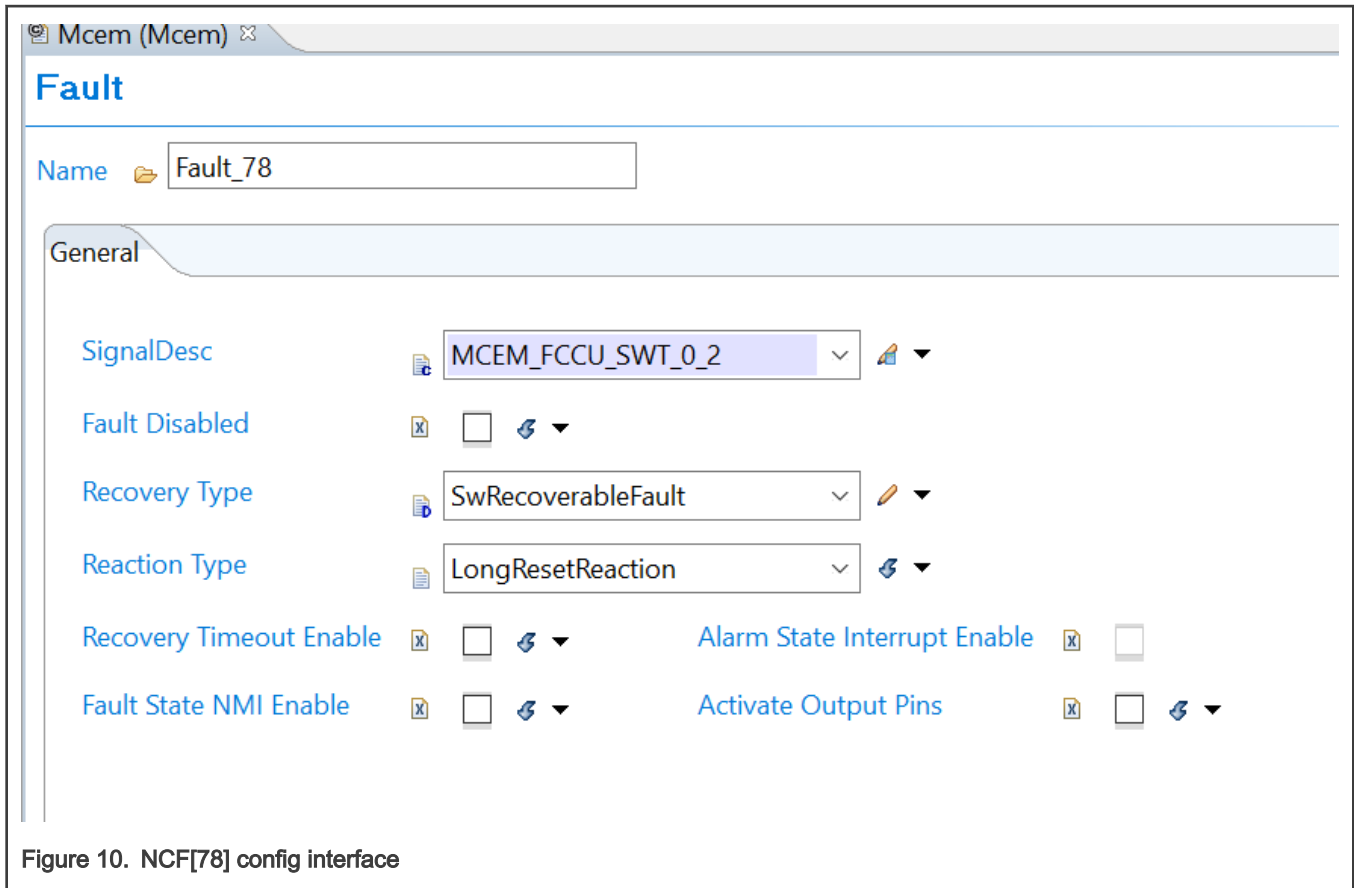 Mcem (Mcem)
Fault
Name Fault_78
General
SignalDesc MCEM_FCCU_SWT_0_2
Fault Disabled
Recovery Type SwRecoverableFault
Reaction Type LongResetReaction
Recovery Timeout Enable Alarm State Interrupt Enable
Fault State NMI Enable Activate Output Pins
Figure 10. NCF[78] config interface